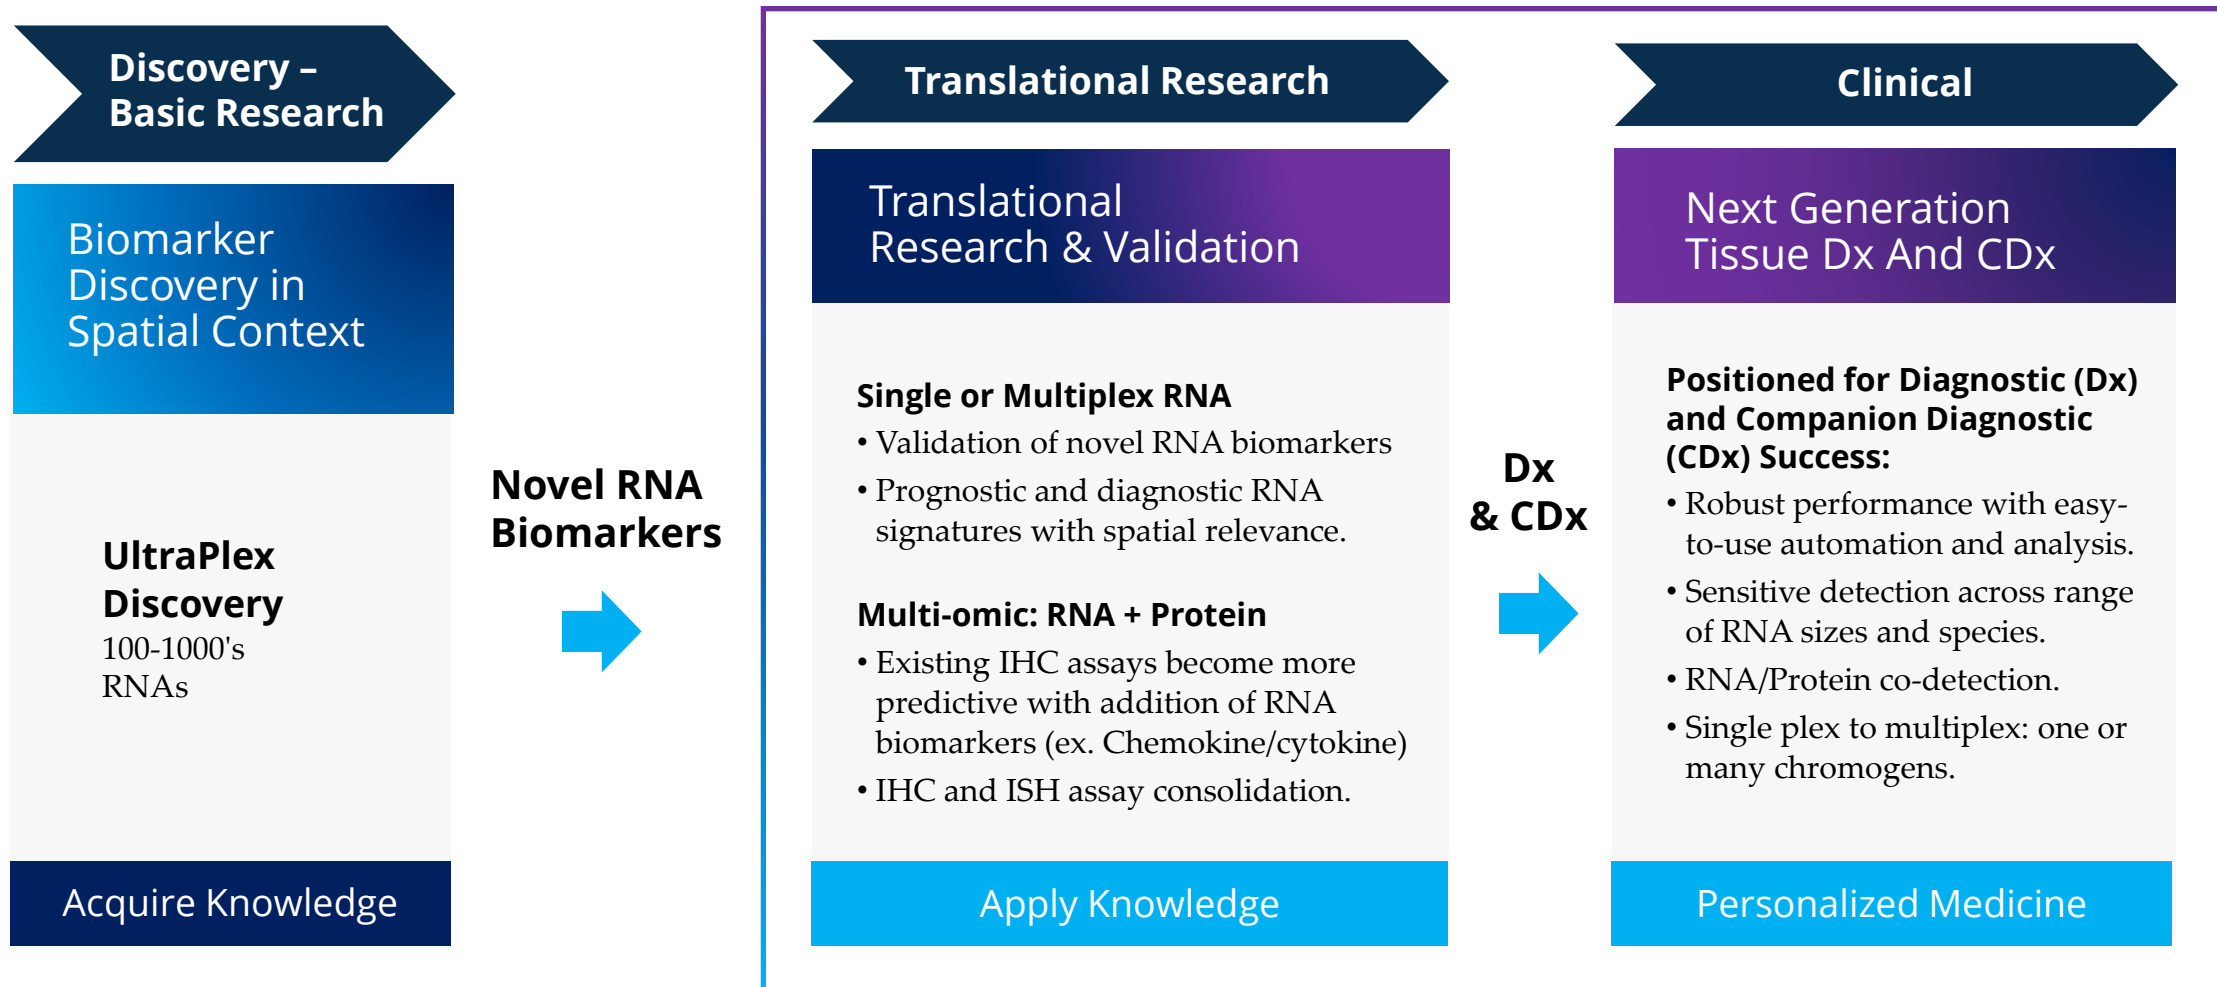 Discovery –
Basic Research
Biomarker
Discovery in
Spatial Context
UltraPlex
Discovery
100-1000's
RNAs
Acquire Knowledge
Novel RNA
Biomarkers
Translational Research
Translational
Research & Validation
Single or Multiplex RNA
• Validation of novel RNA biomarkers
• Prognostic and diagnostic RNA
signatures with spatial relevance.
Multi-omic: RNA + Protein
• Existing IHC assays become more
predictive with addition of RNA
biomarkers (ex. Chemokine/cytokine)
• IHC and ISH assay consolidation.
Apply Knowledge
Dx
& CDx
Clinical
Next Generation
Tissue Dx And CDx
Positioned for Diagnostic (Dx)
and Companion Diagnostic
(CDx) Success:
• Robust performance with easy-
to-use automation and analysis.
• Sensitive detection across range
of RNA sizes and species.
• RNA/Protein co-detection.
• Single plex to multiplex: one or
many chromogens.
Personalized Medicine